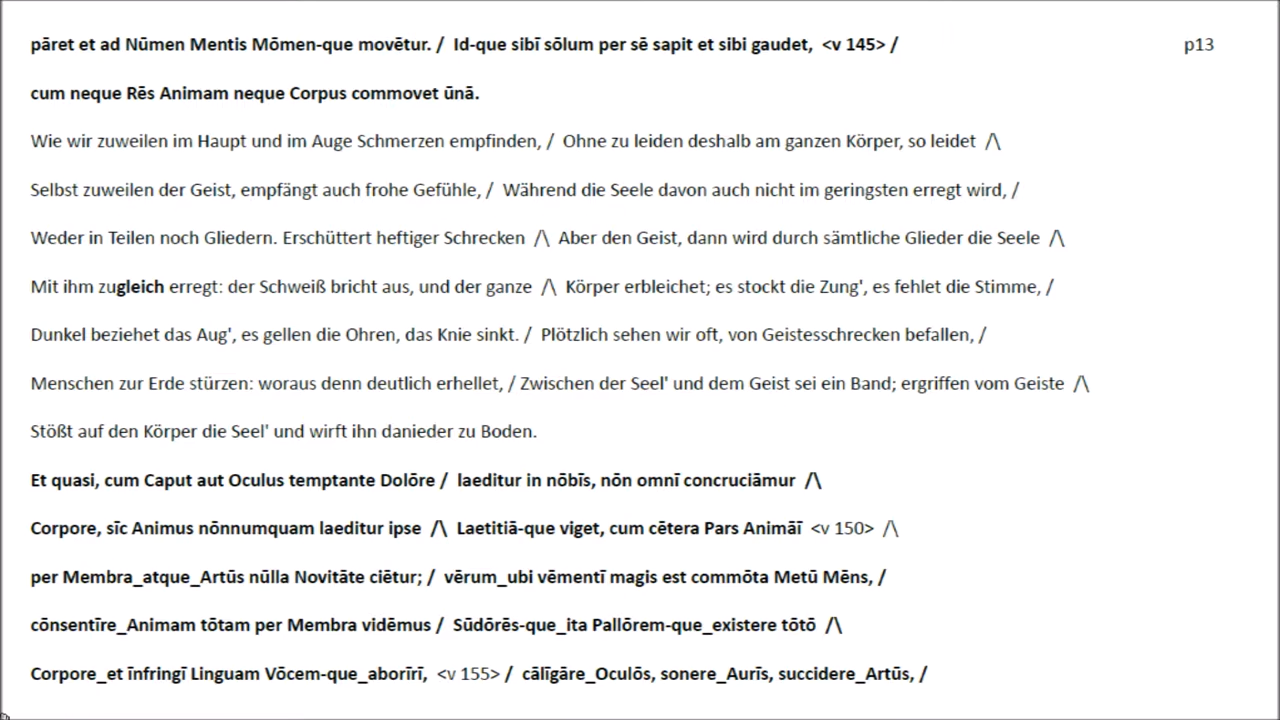 pāret et ad Nūmen Mentis Mōmen-que movētur. / Id-que sibī sōlum per sē sapit et sibi gaudet, <v 145> / p13
cum neque Rēs Animam neque Corpus commovet ūnā.
Wie wir zuweilen im Haupt und im Auge Schmerzen empfinden, / Ohne zu leiden deshalb am ganzen Körper, so leidet /\
Selbst zuweilen der Geist, empfängt auch frohe Gefühle, / Während die Seele davon auch nicht im geringsten erregt wird, /
Weder in Teilen noch Gliedern. Erschüttert heftiger Schrecken /\ Aber den Geist, dann wird durch sämtliche Glieder die Seele /\
Mit ihm zugleich erregt: der Schweiß bricht aus, und der ganze /\ Körper erbleichet; es stockt die Zung', es fehlet die Stimme, /
Dunkel beziehet das Aug', es gellen die Ohren, das Knie sinkt. / Plötzlich sehen wir oft, von Geistesschrecken befallen, /
Menschen zur Erde stürzen: woraus denn deutlich erhellet, / Zwischen der Seel' und dem Geist sei ein Band; ergriffen vom Geiste /\
Stößt auf den Körper die Seel' und wirft ihn danieder zu Boden.
Et quasi, cum Caput aut Oculus temptante Dolōre / laeditur in nōbīs, nōn omnī concruciāmur /\
Corpore, sīc Animus nōnnumquam laeditur ipse /\ Laetitiā-que viget, cum cētera Pars Animāī <v 150> /\
per Membra_atque_Artūs nūlla Novitāte ciētur; / vērum_ubi vēmentī magis est commōta Metū Mēns, /
cōnsentīre_Animam tōtam per Membra vidēmus / Sūdōrēs-que_ita Pallōrem-que_existere tōtō /\
Corpore_et īnfringī Linguam Vōcem-que_aborīrī, <v 155> / cālīgāre_Oculōs, sonere_Aurīs, succidere_Artūs, /